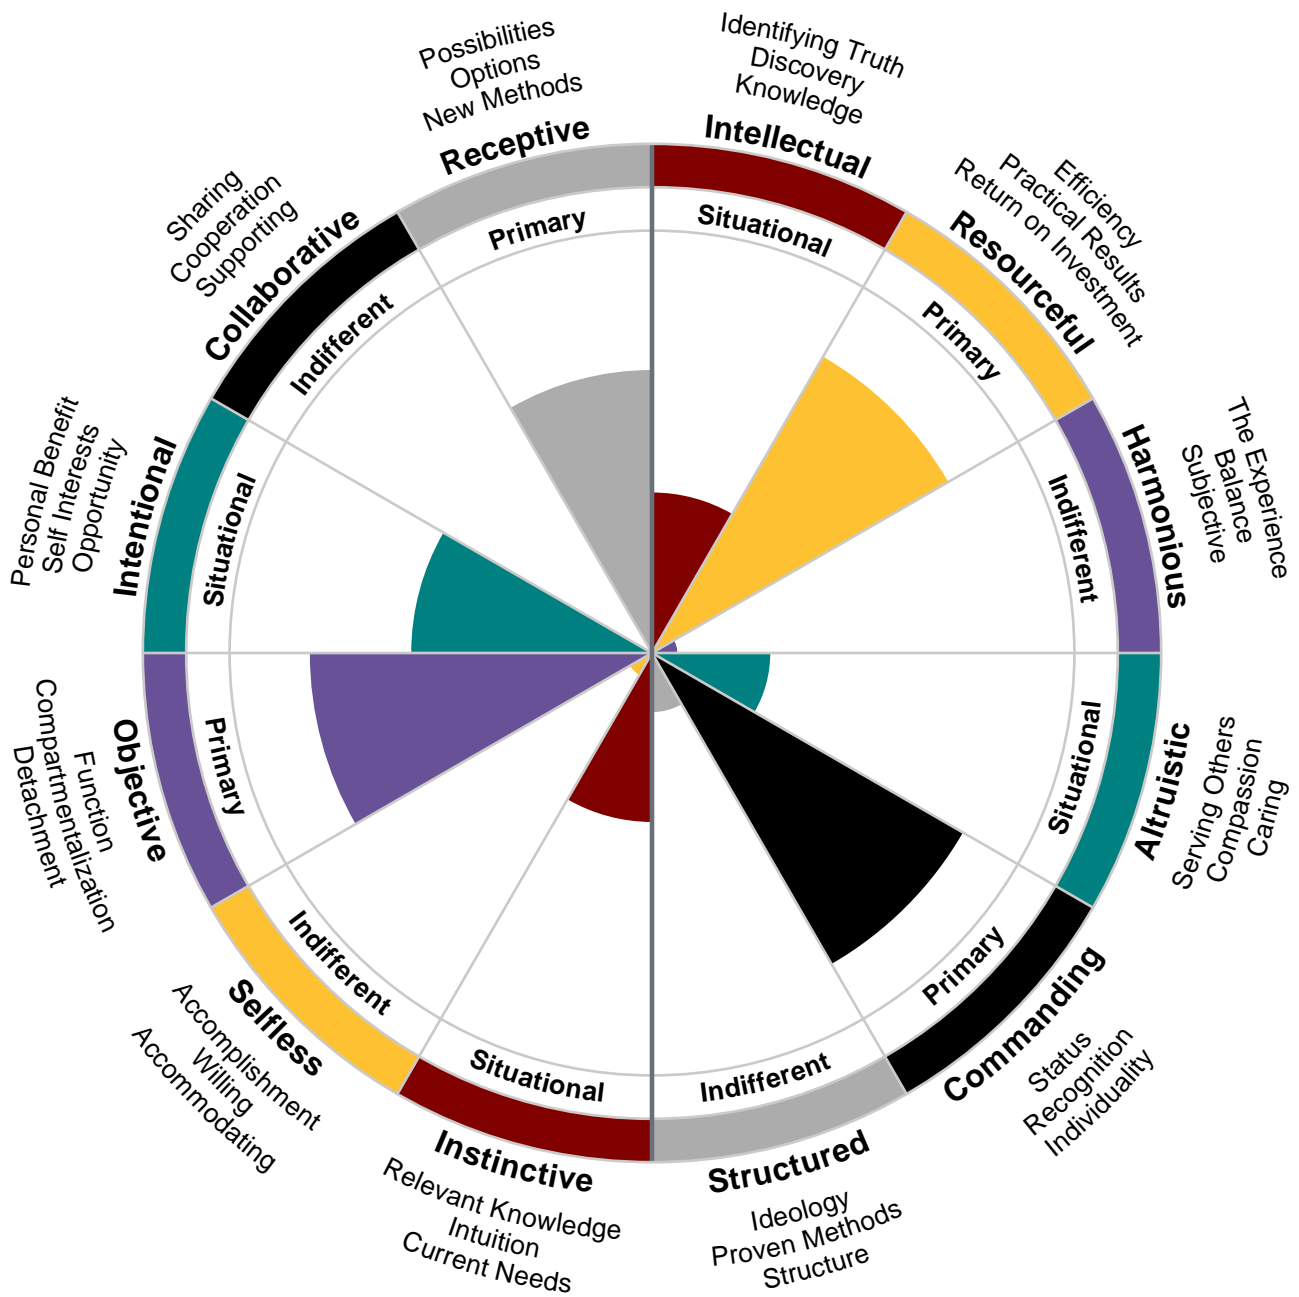 Possibilities
Options
New Methods
Receptive
Primary
Identifying Truth
Discovery
Knowledge
Intellectual
Situational
Efficiency
Practical Results
Return on Investment
Resourceful
Primary
The Experience
Balance
Subjective
Harmonious
Indifferent
Altruistic
Situational
Serving Others
Compassion
Caring
Commanding
Primary
Status
Recognition
Individuality
Indifferent
Structured
Ideology
Proven Methods
Structure
Situational
Instinctive
Relevant Knowledge
Intuition
Current Needs
Indifferent
Selfless
Accomplishment
Willing
Accommodating
Primary
Objective
Function
Compartmentalization
Detachment
Personal Benefit
Self Interests
Opportunity
Intentional
Situational
Sharing
Cooperation
Supporting
Collaborative
Indifferent